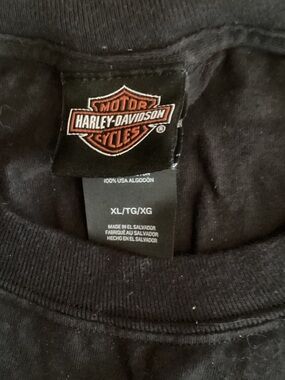 MOTOR
HARLEY-DAVIDSON
CYCLES
®
100% USA ALGODÓN
XL/TG/XG
MADE IN EL SALVADOR
FABRIQUÉ AU SALVADOR
HECHO EN EL SALVADOR